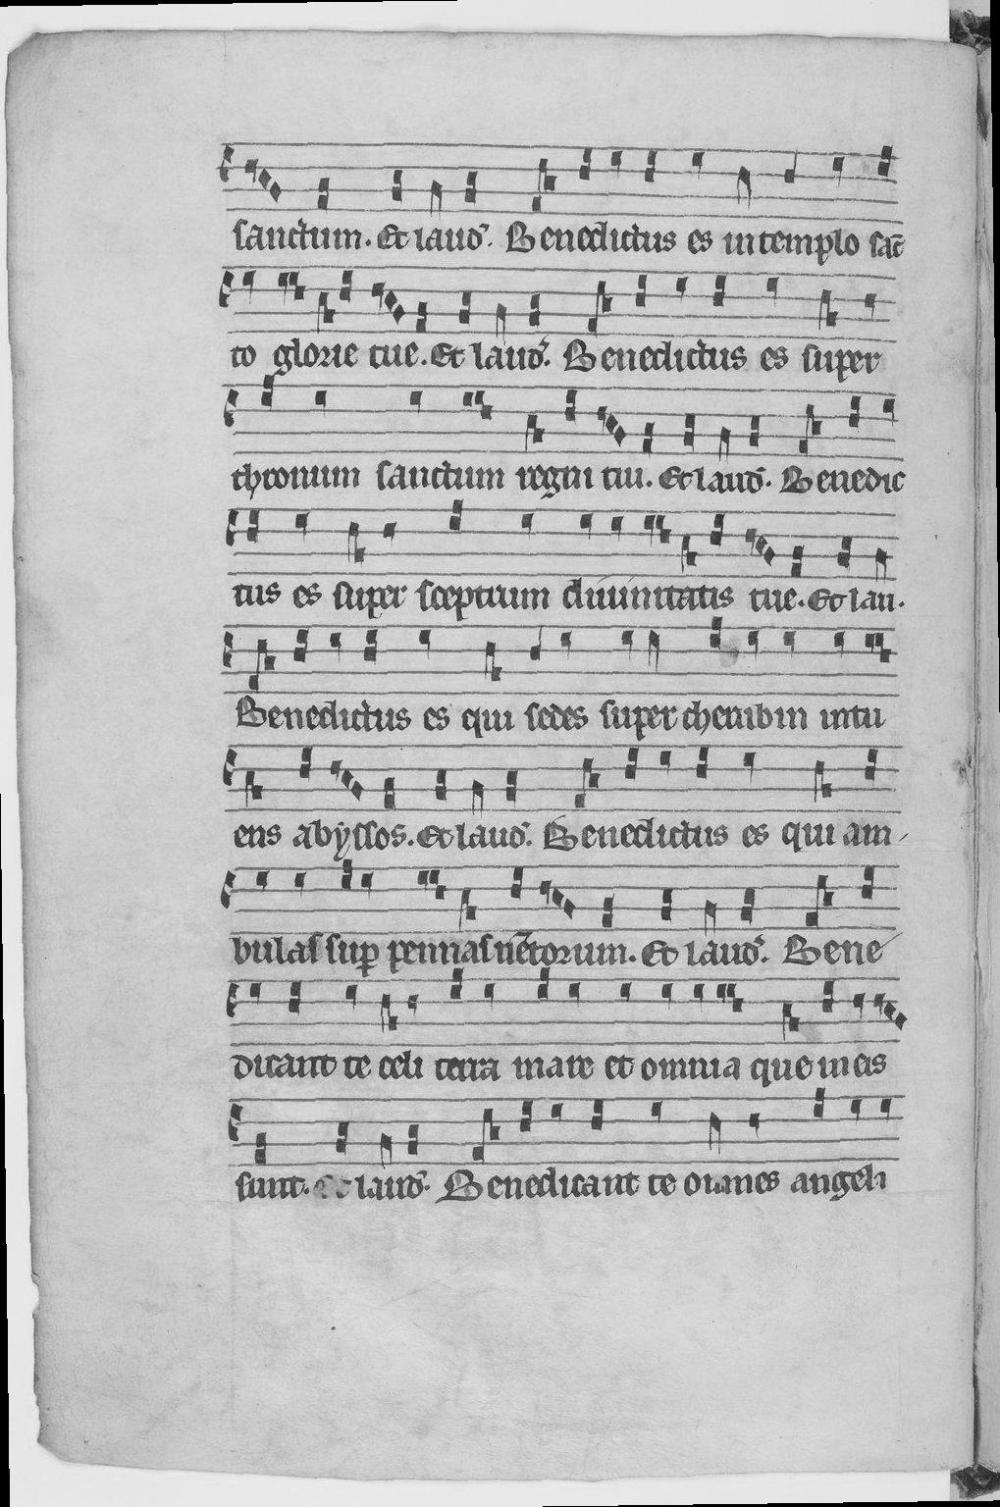 sanctum. Et laud᷒. Benedictus es in templo sāc
to glorie tue. Et laud᷒. Benedictus es super
thronum sanctum regni tui. Et laud᷒. Benedic
tus es super sceptrum diuinitatis tue. Et lau.
Benedictus es qui sedes super cherubin intu
ens abyssos. Et laud᷒. Benedictus es qui am
bulas suꝑ pennas uētorum. Et laud᷒. Bene
dicant te celi terra mare et omnia que in eis
sunt. Et laud᷒. Benedicant te omnes angeli